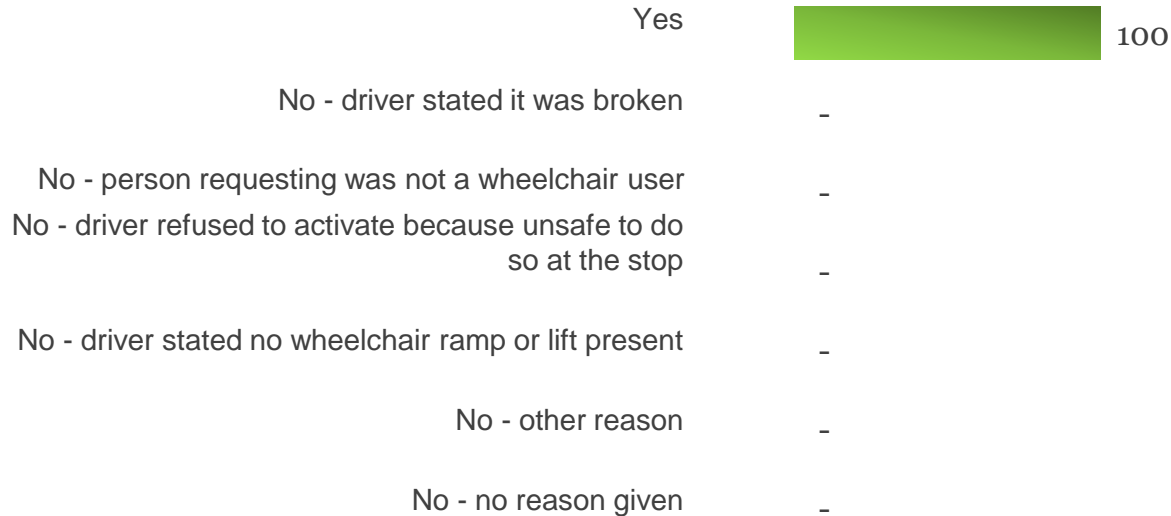 Yes 100
No - driver stated it was broken -
No - person requesting was not a wheelchair user -
No - driver refused to activate because unsafe to do
so at the stop -
No - driver stated no wheelchair ramp or lift present -
No - other reason -
No - no reason given -